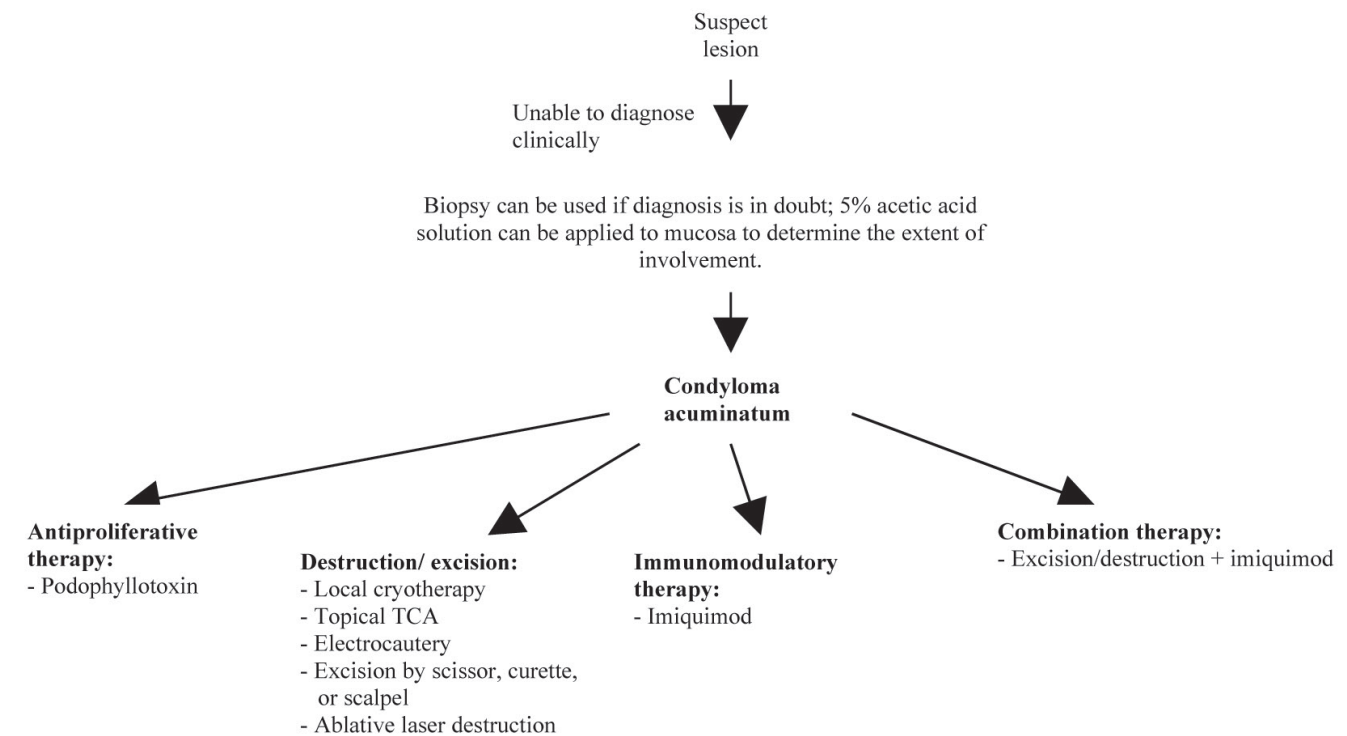 Suspect
lesion
Unable to diagnose
clinically
Biopsy can be used if diagnosis is in doubt; 5% acetic acid
solution can be applied to mucosa to determine the extent of
involvement.
Condyloma
acuminatum
Antiproliferative
therapy:
- Podophyllotoxin
Destruction/ excision:
- Local cryotherapy
- Topical TCA
- Electrocautery
- Excision by scissor, curette,
or scalpel
- Ablative laser destruction
Immunomodulatory
therapy:
- Imiquimod
Combination therapy:
- Excision/destruction + imiquimod